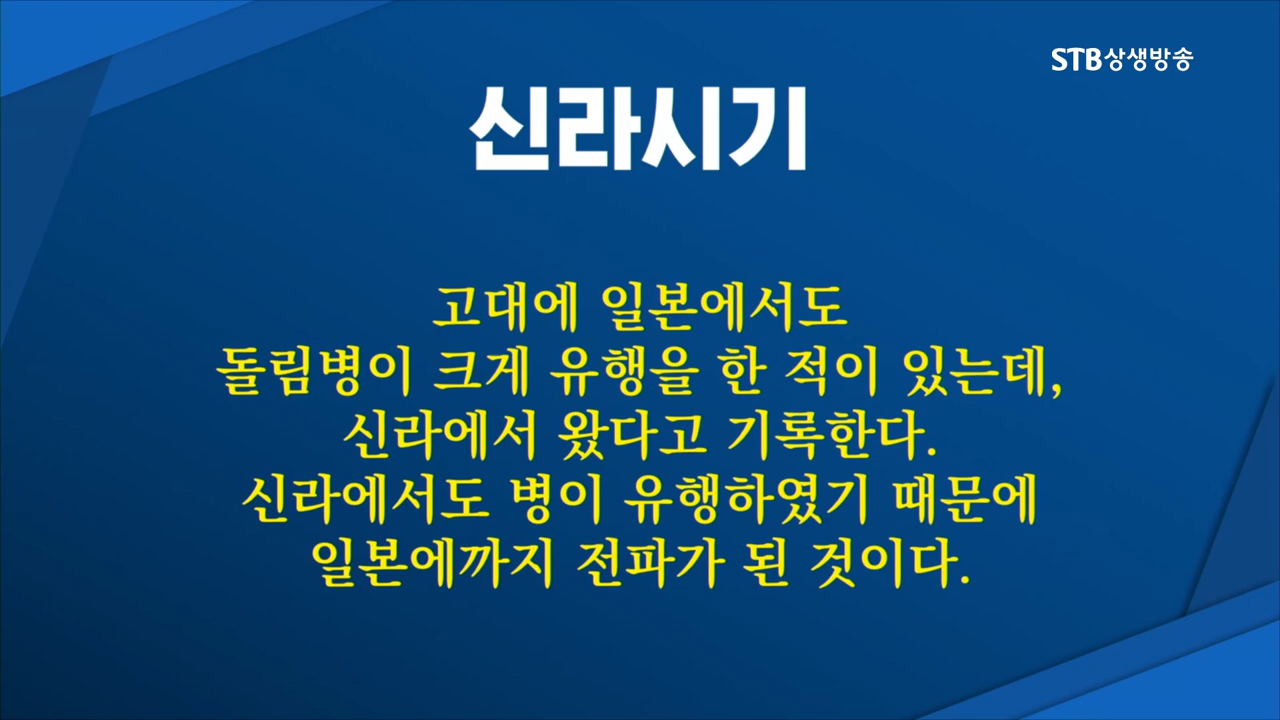 STB상생방송
신라시기
고대에 일본에서도
돌림병이 크게 유행을 한 적이 있는데,
신라에서 왔다고 기록한다.
신라에서도 병이 유행하였기 때문에
일본에까지 전파가 된 것이다.